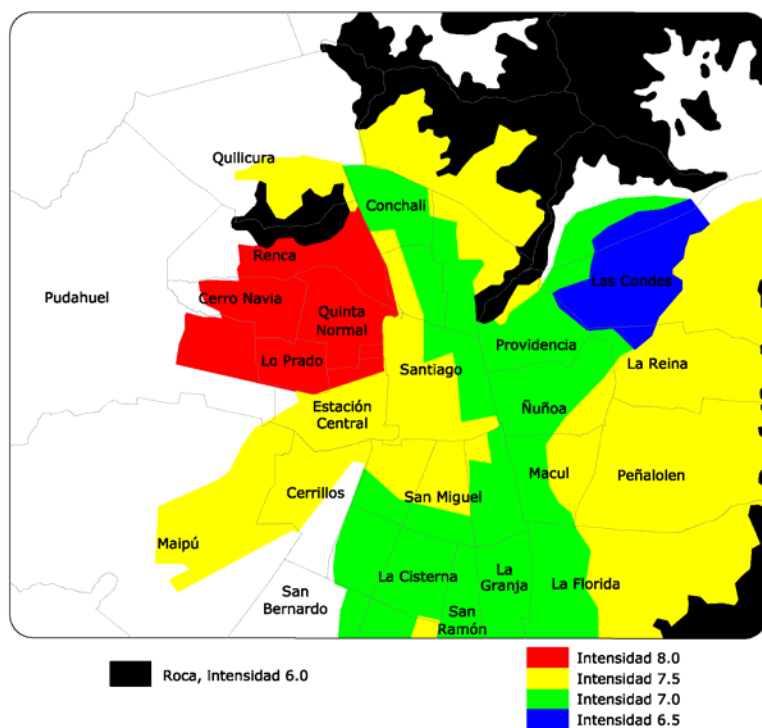 Quilicura
Conchali
Renca
Las Condes
Pudahuel
Cerro Navia
Quinta
Normal
Providencia
Lo Prado
Santiago
La Reina
Estación
Central
Ñuñoa
Macul
Peñalolen
Cerrillos
San Miguel
Maipú
La Cisterna
La
Granja
La Florida
San
Bernardo
San
Ramón
Roca, intensidad 6.0
Intensidad 8.0
Intensidad 7.5
Intensidad 7.0
Intensidad 6.5